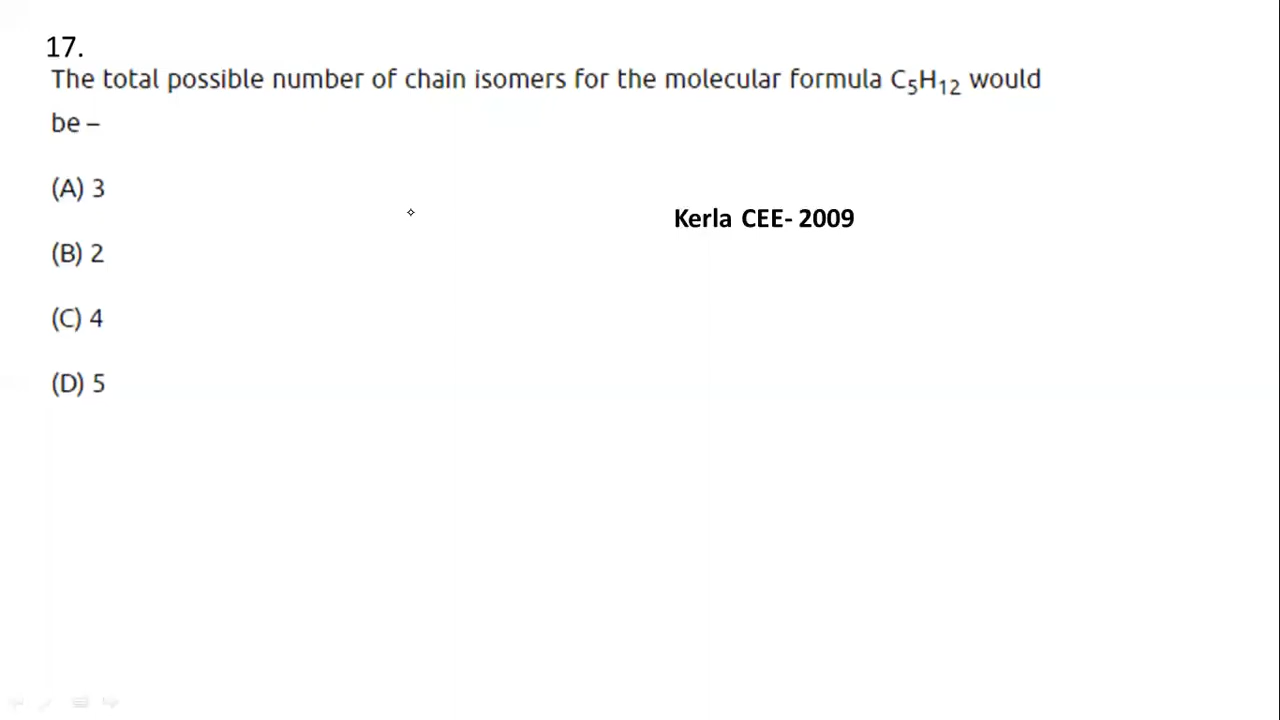 17.
The total possible number of chain isomers for the molecular formula C₅H₁₂ would
be –
(A) 3
Kerla CEE- 2009
(B) 2
(C) 4
(D) 5